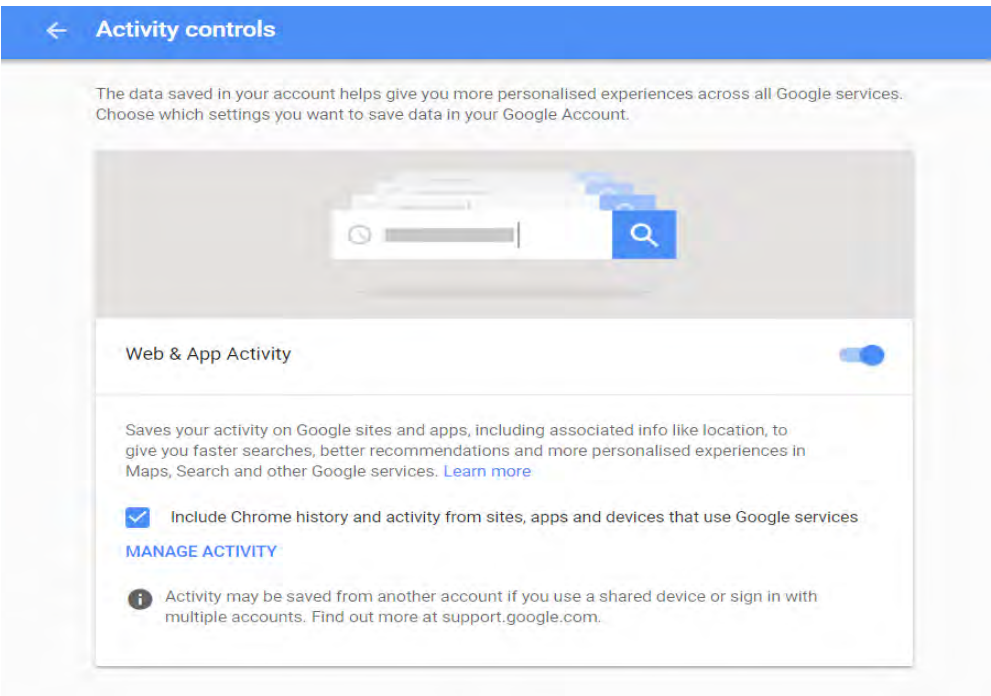 Activity controls
The data saved in your account helps give you more personalised experiences across all Google services.
Choose which settings you want to save data in your Google Account.
Web & App Activity
Saves your activity on Google sites and apps, including associated info like location, to
give you faster searches, better recommendations and more personalised experiences in
Maps, Search and other Google services. Learn more
Include Chrome history and activity from sites, apps and devices that use Google services
MANAGE ACTIVITY
Activity may be saved from another account if you use a shared device or sign in with
multiple accounts. Find out more at support.google.com.